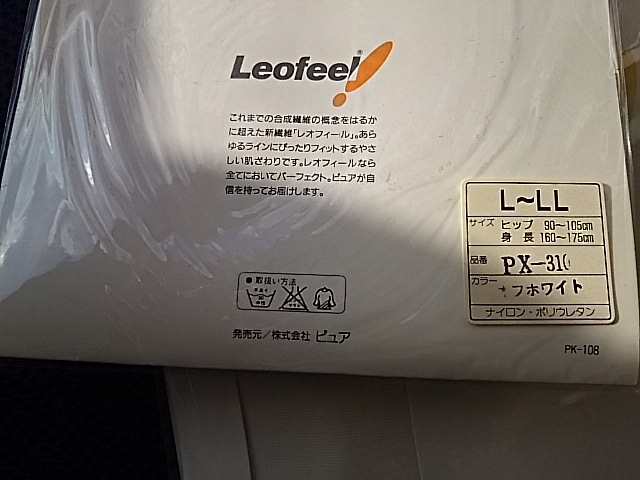 Leofeel!®
これまでの合成繊維の概念をはるか
に超えた新繊維「レオフィール」。あら
ゆるラインにぴったりフィットするやさ
しい肌ざわりです。レオフィールなら
全てにおいてパーフェクト。ピュアが自
信を持ってお届けします。
●取扱い方法
発売元/株式会社 ピュア
L~LL
サイズ ヒップ 90~105cm
身長 160~175cm
品番 PX-310
カラー オフホワイト
ナイロン・ポリウレタン
PK-108